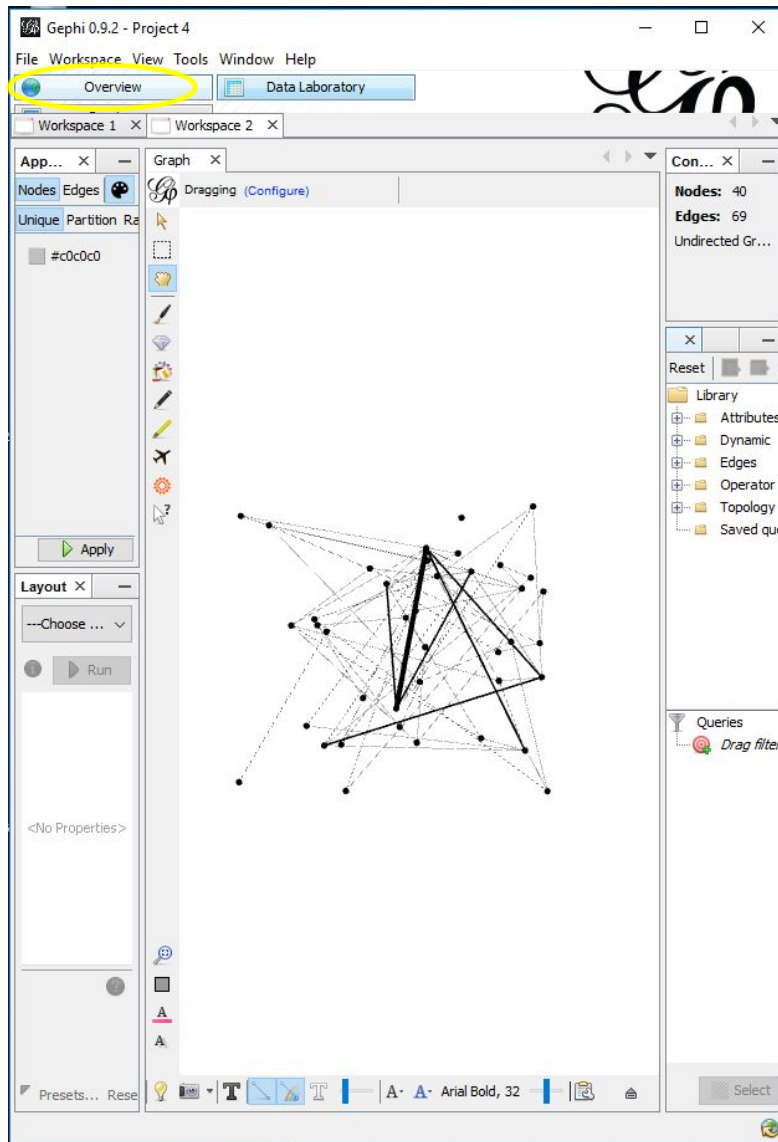 Gephi 0.9.2 - Project 4
File Workspace View Tools Window Help
Overview
Data Laboratory
Workspace 1
Workspace 2
App...
Nodes Edges
Unique Partition Ra
#c0c0c0
Apply
Layout
---Choose ...
Run
<No Properties>
Presets... Rese
Graph
Dragging (Configure)
T T A- A- Arial Bold, 32
A
A
Con...
Nodes: 40
Edges: 69
Undirected Gr...
Reset
Library
Attributes
Dynamic
Edges
Operator
Topology
Saved que
Queries
Drag filter
Select